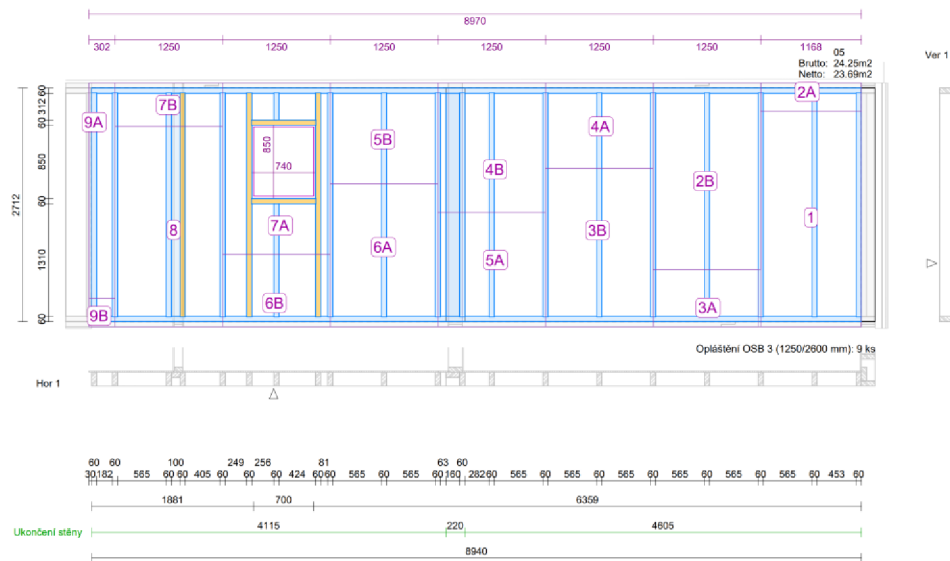 8970
302 1250 1250 1250 1250 1250 1250 1168
05
Brutto: 24.25m2
Netto: 23.69m2
Ver 1
2712
60 312 60 850 60 1310 60
2A
7B
9A
4A
5B
850
740
4B
2B
8
7A
6A
3B
1
5A
6B
3A
9B
Opláštění OSB 3 (1250/2600 mm): 9 ks
Hor 1
60 60 100 249 256 81 63 60
30 182 565 60 60 405 60 60 424 60 60 565 60 565 60 160 282 60 565 60 565 60 565 60 565 60 565 60 565 60 453 60
1881 700 6359
Ukončení stěny 4115 220 4605
8940